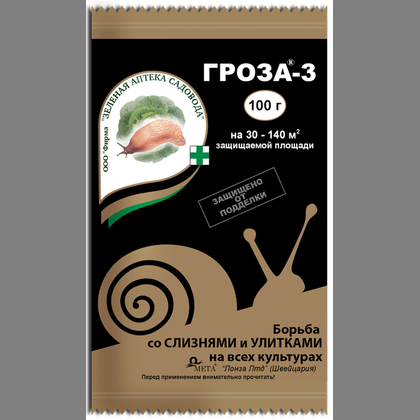 ООО "Фирма "ЗЕЛЕНАЯ АПТЕКА САДОВОДА"
ГРОЗА®-3
100 г
на 30 - 140 м²
защищаемой площади
ЗАЩИЩЕНО
ОТ
ПОДДЕЛКИ
Борьба
со СЛИЗНЯМИ и УЛИТКАМИ
на всех культурах
МЕТА® "Лонза Лтд" (Швейцария)
Перед применением внимательно прочитать!